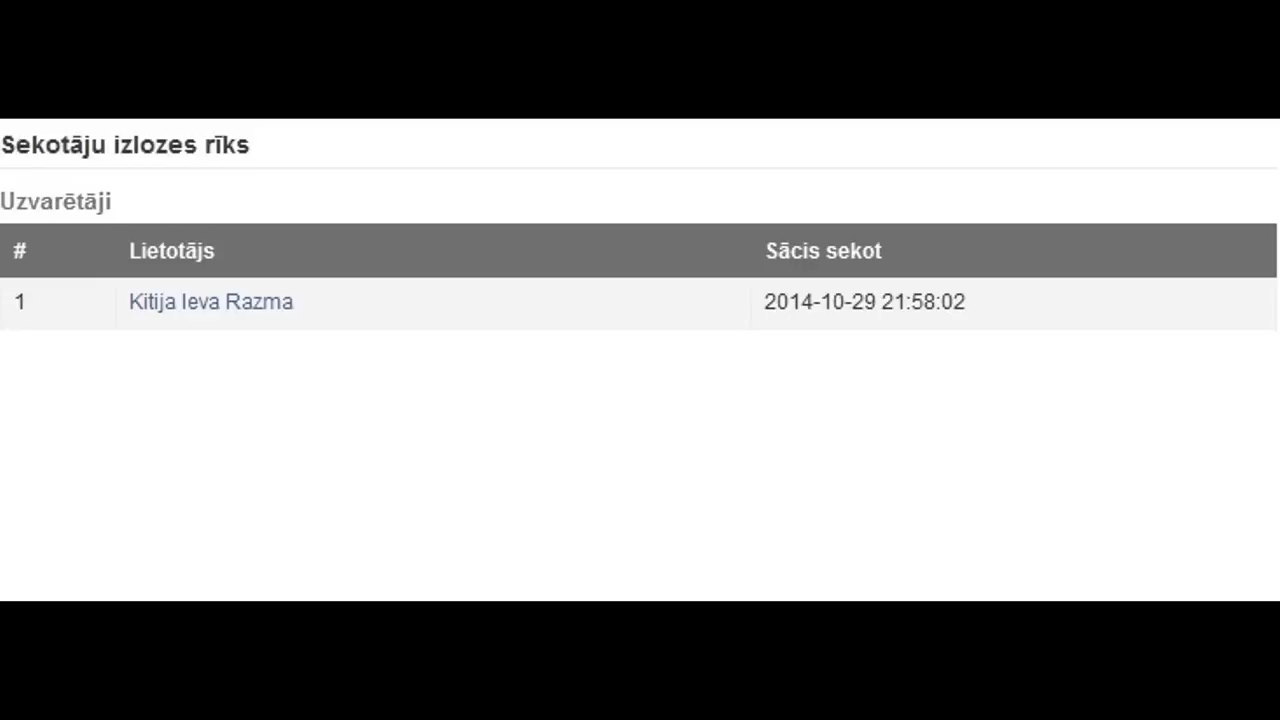 Sekotāju izlozes rīks
Uzvarētāji
# Lietotājs Sācis sekot
1 Kitija Ieva Razma 2014-10-29 21:58:02